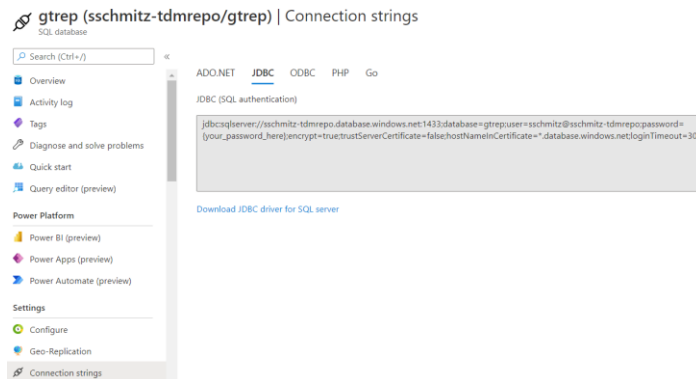 gtrep (sschmitz-tdmrepo/gtrep) | Connection strings
SQL database
Search (Ctrl+/)
«
Overview
Activity log
Tags
Diagnose and solve problems
Quick start
Query editor (preview)
Power Platform
Power BI (preview)
Power Apps (preview)
Power Automate (preview)
Settings
Configure
Geo-Replication
Connection strings
ADO.NET JDBC ODBC PHP Go
JDBC (SQL authentication)
jdbc:sqlserver://sschmitz-tdmrepo.database.windows.net:1433;database=gtrep;user=sschmitz@sschmitz-tdmrepo;password=
{your_password_here};encrypt=true;trustServerCertificate=false;hostNameInCertificate=*.database.windows.net;loginTimeout=30
Download JDBC driver for SQL server